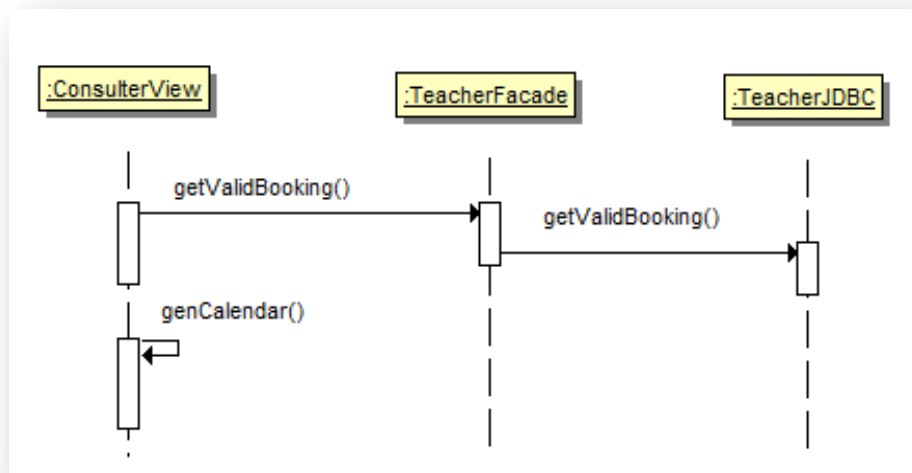 :ConsulterView
:TeacherFacade
:TeacherJDBC
getValidBooking()
getValidBooking()
genCalendar()